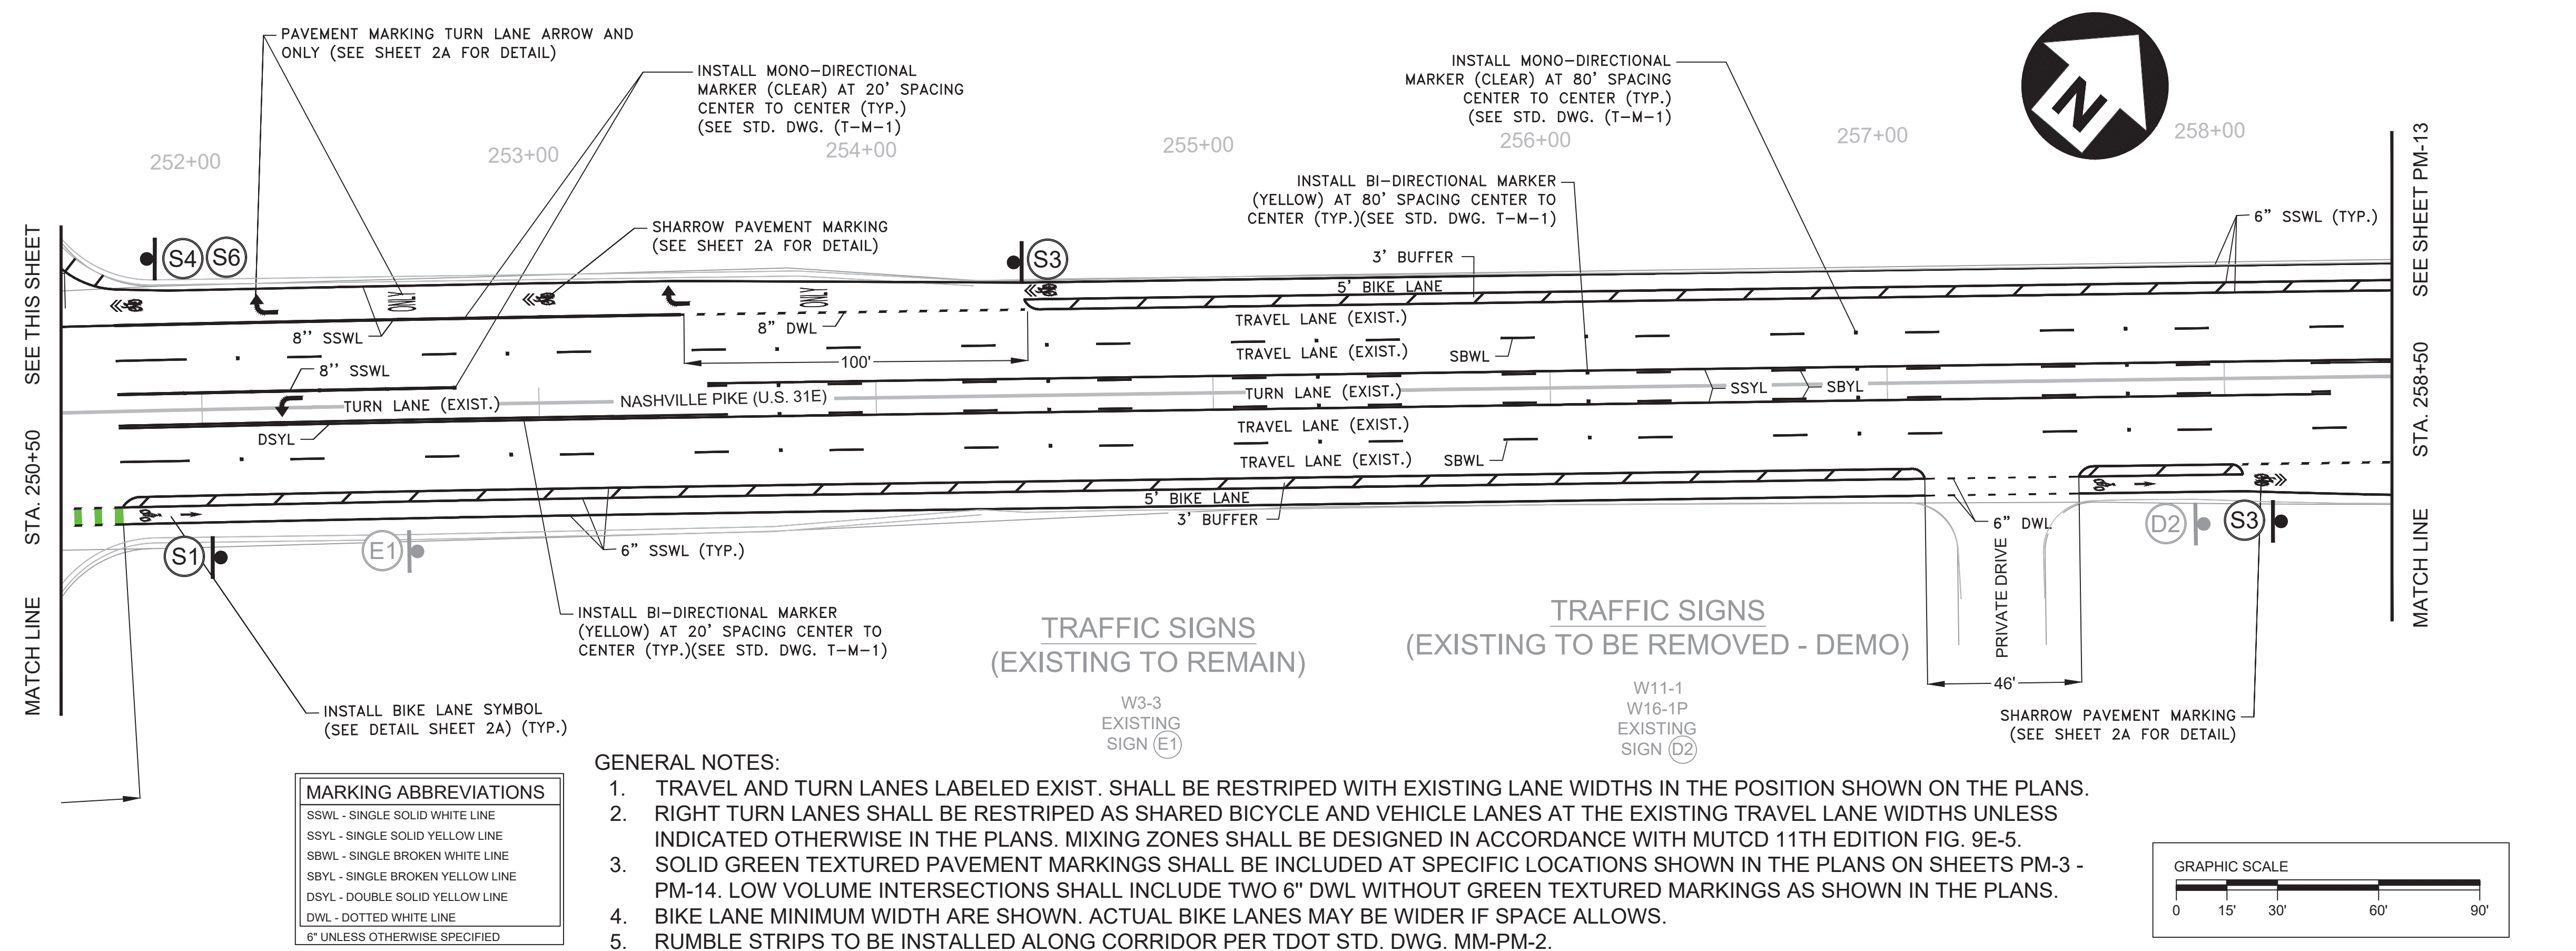 PAVEMENT MARKING TURN LANE ARROW AND
ONLY (SEE SHEET 2A FOR DETAIL)
INSTALL MONO-DIRECTIONAL
MARKER (CLEAR) AT 20' SPACING
CENTER TO CENTER (TYP.)
(SEE STD. DWG. (T-M-1)
INSTALL MONO-DIRECTIONAL
MARKER (CLEAR) AT 80' SPACING
CENTER TO CENTER (TYP.)
(SEE STD. DWG. (T-M-1)
N
252+00
253+00
254+00
255+00
256+00
257+00
258+00
INSTALL BI-DIRECTIONAL MARKER
(YELLOW) AT 80' SPACING CENTER TO
CENTER (TYP.)(SEE STD. DWG. T-M-1)
SHARROW PAVEMENT MARKING
(SEE SHEET 2A FOR DETAIL)
6" SSWL (TYP.)
S4
S6
S3
3' BUFFER
5' BIKE LANE
ONLY
ONLY
8'' SSWL
8" DWL
100'
TRAVEL LANE (EXIST.)
TRAVEL LANE (EXIST.)
SBWL
8'' SSWL
TURN LANE (EXIST.)
NASHVILLE PIKE (U.S. 31E)
TURN LANE (EXIST.)
SSYL
SBYL
DSYL
TRAVEL LANE (EXIST.)
TRAVEL LANE (EXIST.)
SBWL
5' BIKE LANE
3' BUFFER
S1
E1
6" SSWL (TYP.)
6" DWL
D2
S3
PRIVATE DRIVE
46'
MATCH LINE STA. 250+50 SEE THIS SHEET
MATCH LINE STA. 258+50 SEE SHEET PM-13
INSTALL BI-DIRECTIONAL MARKER
(YELLOW) AT 20' SPACING CENTER TO
CENTER (TYP.)(SEE STD. DWG. T-M-1)
INSTALL BIKE LANE SYMBOL
(SEE DETAIL SHEET 2A) (TYP.)
TRAFFIC SIGNS
(EXISTING TO REMAIN)
W3-3
EXISTING
SIGN E1
TRAFFIC SIGNS
(EXISTING TO BE REMOVED - DEMO)
W11-1
W16-1P
EXISTING
SIGN D2
SHARROW PAVEMENT MARKING
(SEE SHEET 2A FOR DETAIL)
MARKING ABBREVIATIONS
SSWL - SINGLE SOLID WHITE LINE
SSYL - SINGLE SOLID YELLOW LINE
SBWL - SINGLE BROKEN WHITE LINE
SBYL - SINGLE BROKEN YELLOW LINE
DSYL - DOUBLE SOLID YELLOW LINE
DWL - DOTTED WHITE LINE
6" UNLESS OTHERWISE SPECIFIED
GENERAL NOTES:
1. TRAVEL AND TURN LANES LABELED EXIST. SHALL BE RESTRIPED WITH EXISTING LANE WIDTHS IN THE POSITION SHOWN ON THE PLANS.
2. RIGHT TURN LANES SHALL BE RESTRIPED AS SHARED BICYCLE AND VEHICLE LANES AT THE EXISTING TRAVEL LANE WIDTHS UNLESS
INDICATED OTHERWISE IN THE PLANS. MIXING ZONES SHALL BE DESIGNED IN ACCORDANCE WITH MUTCD 11TH EDITION FIG. 9E-5.
3. SOLID GREEN TEXTURED PAVEMENT MARKINGS SHALL BE INCLUDED AT SPECIFIC LOCATIONS SHOWN IN THE PLANS ON SHEETS PM-3 -
PM-14. LOW VOLUME INTERSECTIONS SHALL INCLUDE TWO 6" DWL WITHOUT GREEN TEXTURED MARKINGS AS SHOWN IN THE PLANS.
4. BIKE LANE MINIMUM WIDTH ARE SHOWN. ACTUAL BIKE LANES MAY BE WIDER IF SPACE ALLOWS.
5. RUMBLE STRIPS TO BE INSTALLED ALONG CORRIDOR PER TDOT STD. DWG. MM-PM-2.
GRAPHIC SCALE
0 15' 30' 60' 90'